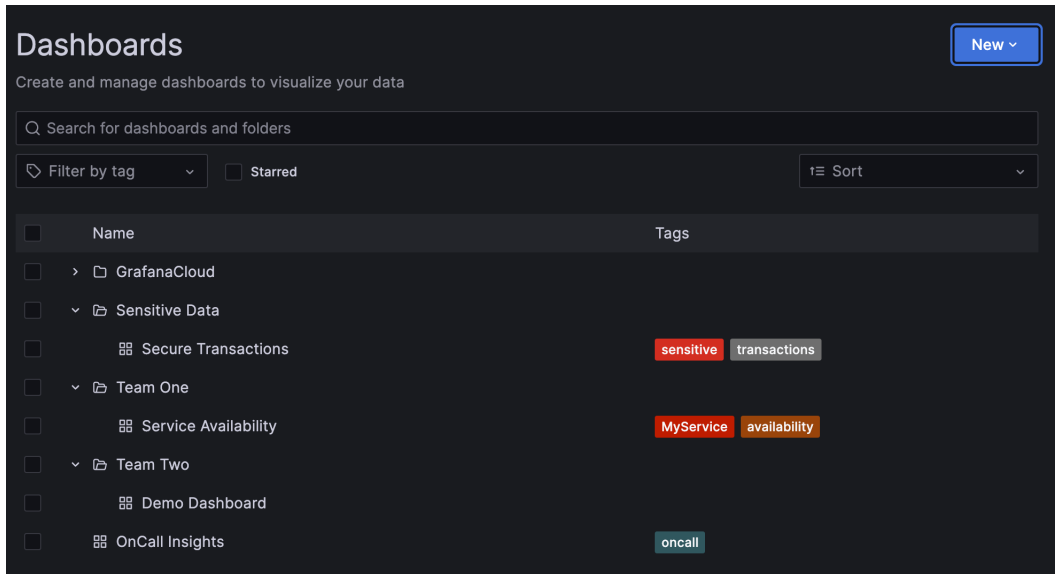 Dashboards
New
Create and manage dashboards to visualize your data
Search for dashboards and folders
Filter by tag Starred Sort
Name Tags
GrafanaCloud
Sensitive Data
Secure Transactions sensitive transactions
Team One
Service Availability MyService availability
Team Two
Demo Dashboard
OnCall Insights oncall